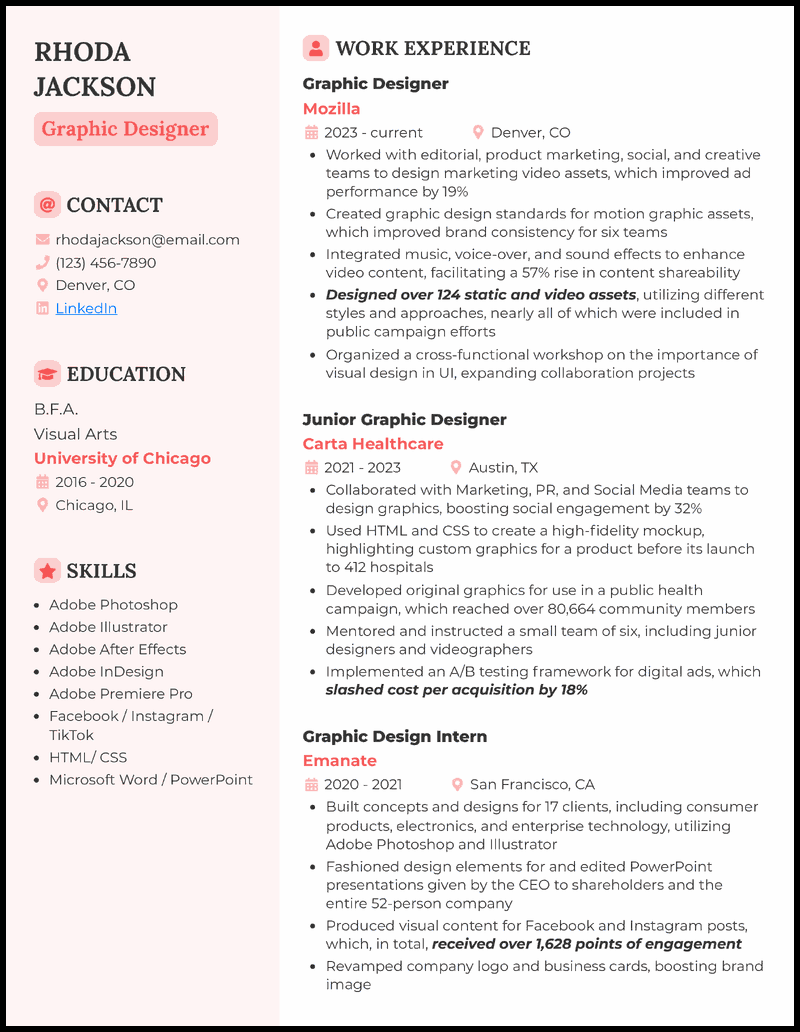 RHODA
JACKSON
Graphic Designer
CONTACT
rhodajackson@email.com
(123) 456-7890
Denver, CO
LinkedIn
EDUCATION
B.F.A.
Visual Arts
University of Chicago
2016 - 2020
Chicago, IL
SKILLS
• Adobe Photoshop
• Adobe Illustrator
• Adobe After Effects
• Adobe InDesign
• Adobe Premiere Pro
• Facebook / Instagram /
TikTok
• HTML/ CSS
• Microsoft Word / PowerPoint
WORK EXPERIENCE
Graphic Designer
Mozilla
2023 - current Denver, CO
• Worked with editorial, product marketing, social, and creative
teams to design marketing video assets, which improved ad
performance by 19%
• Created graphic design standards for motion graphic assets,
which improved brand consistency for six teams
• Integrated music, voice-over, and sound effects to enhance
video content, facilitating a 57% rise in content shareability
• Designed over 124 static and video assets, utilizing different
styles and approaches, nearly all of which were included in
public campaign efforts
• Organized a cross-functional workshop on the importance of
visual design in UI, expanding collaboration projects
Junior Graphic Designer
Carta Healthcare
2021 - 2023 Austin, TX
• Collaborated with Marketing, PR, and Social Media teams to
design graphics, boosting social engagement by 32%
• Used HTML and CSS to create a high-fidelity mockup,
highlighting custom graphics for a product before its launch
to 412 hospitals
• Developed original graphics for use in a public health
campaign, which reached over 80,664 community members
• Mentored and instructed a small team of six, including junior
designers and videographers
• Implemented an A/B testing framework for digital ads, which
slashed cost per acquisition by 18%
Graphic Design Intern
Emanate
2020 - 2021 San Francisco, CA
• Built concepts and designs for 17 clients, including consumer
products, electronics, and enterprise technology, utilizing
Adobe Photoshop and Illustrator
• Fashioned design elements for and edited PowerPoint
presentations given by the CEO to shareholders and the
entire 52-person company
• Produced visual content for Facebook and Instagram posts,
which, in total, received over 1,628 points of engagement
• Revamped company logo and business cards, boosting brand
image